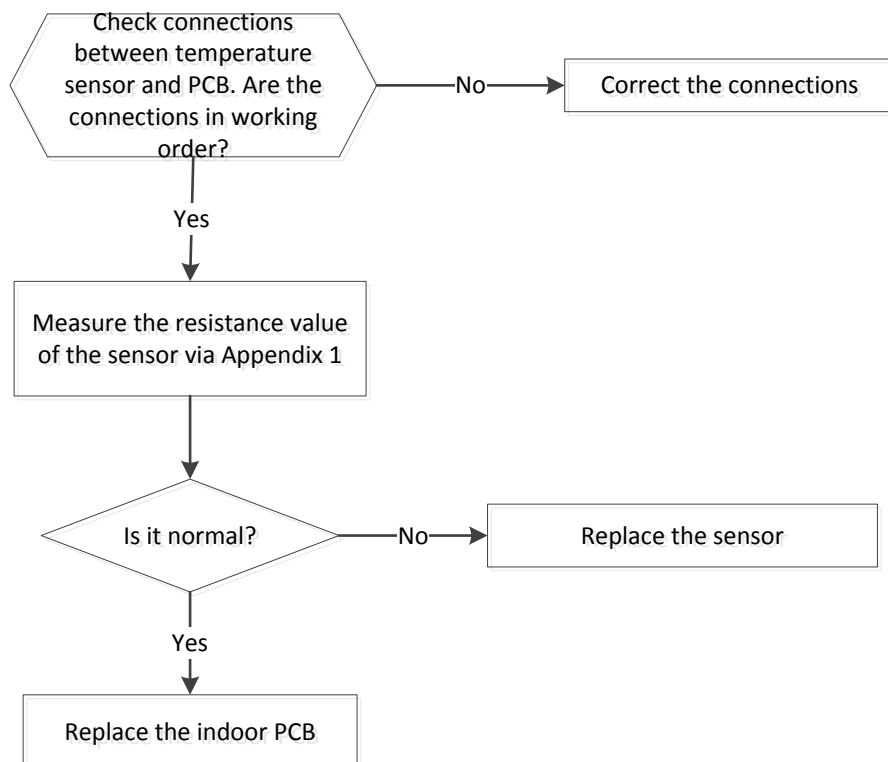 Check connections
between temperature
sensor and PCB. Are the
connections in working
order?
No
Correct the connections
Yes
Measure the resistance value
of the sensor via Appendix 1
Is it normal?
No
Replace the sensor
Yes
Replace the indoor PCB